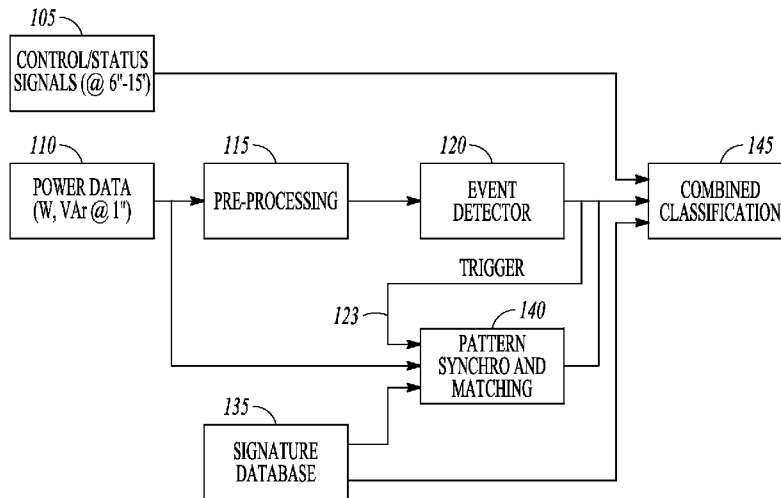 105
CONTROL/STATUS
SIGNALS (@ 6"-15')
110
POWER DATA
(W, VAr @ 1")
115
PRE-PROCESSING
120
EVENT
DETECTOR
145
COMBINED
CLASSIFICATION
TRIGGER
123
140
PATTERN
SYNCHRO AND
MATCHING
135
SIGNATURE
DATABASE